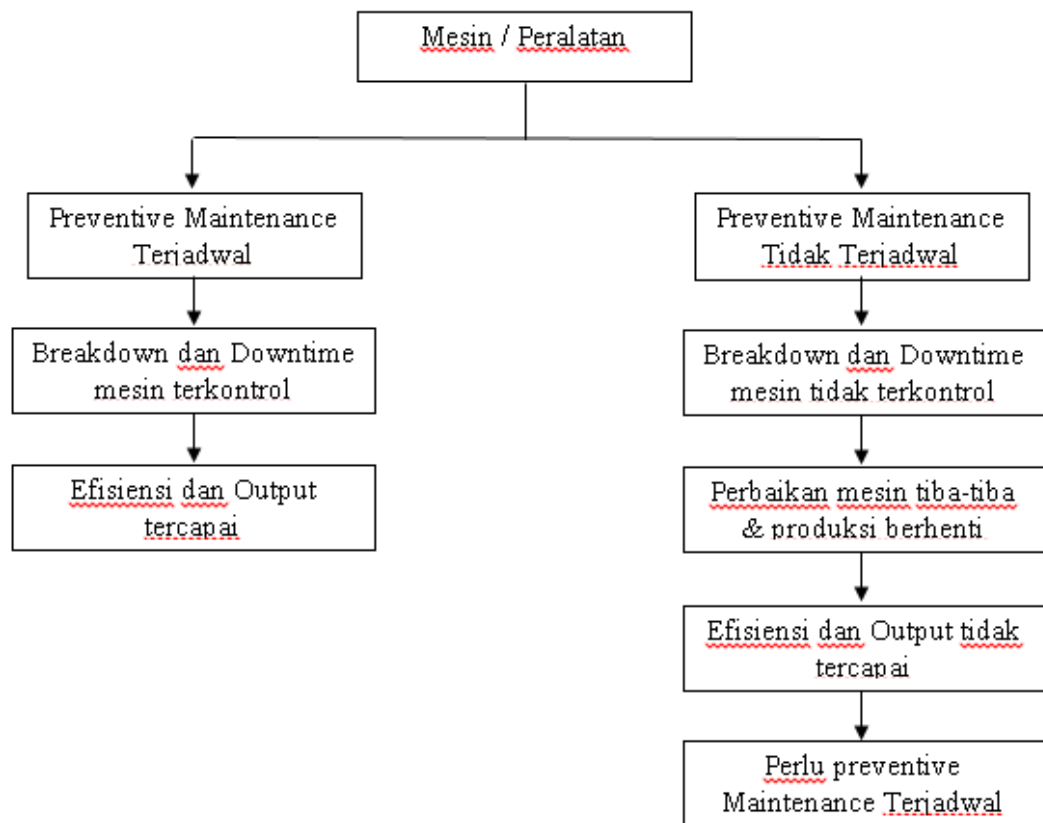 Mesin / Peralatan
Preventive Maintenance
Terjadwal
Breakdown dan Downtime
mesin terkontrol
Efisiensi dan Output
tercapai
Preventive Maintenance
Tidak Terjadwal
Breakdown dan Downtime
mesin tidak terkontrol
Perbaikan mesin tiba-tiba
& produksi berhenti
Efisiensi dan Output tidak
tercapai
Perlu preventive
Maintenance Terjadwal